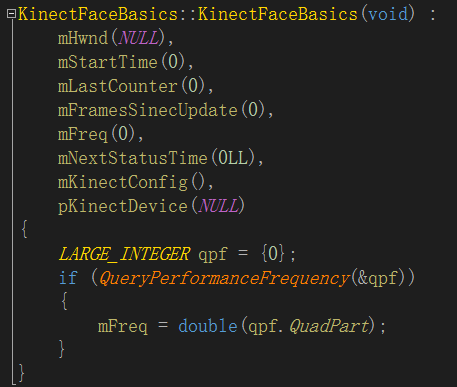 KinectFaceBasics::KinectFaceBasics(void) :
    mHwnd(NULL),
    mStartTime(0),
    mLastCounter(0),
    mFramesSinecUpdate(0),
    mFreq(0),
    mNextStatusTime(0LL),
    mKinectConfig(),
    pKinectDevice(NULL)
{
    LARGE_INTEGER qpf = {0};
    if (QueryPerformanceFrequency(&qpf))
    {
        mFreq = double(qpf.QuadPart);
    }
}